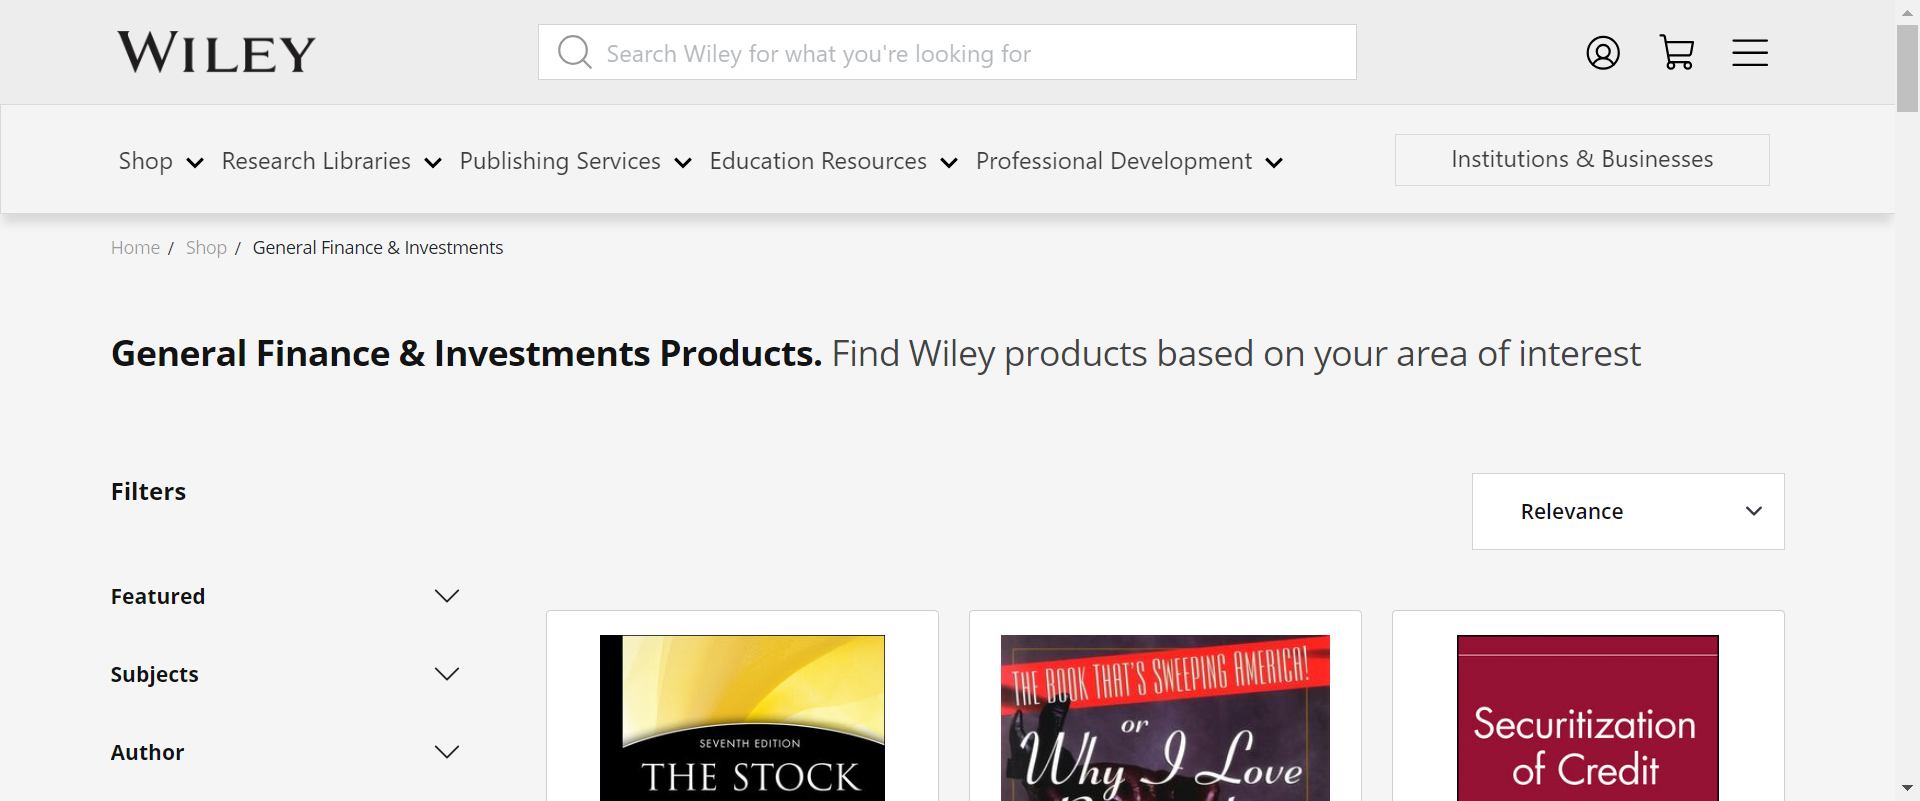 WILEY
Search Wiley for what you're looking for
Shop Research Libraries Publishing Services Education Resources Professional Development Institutions & Businesses
Home / Shop / General Finance & Investments
General Finance & Investments Products. Find Wiley products based on your area of interest
Filters
Relevance
Featured
Subjects
Author
SEVENTH EDITION
THE STOCK
THE BOOK THAT'S SWEEPING AMERICA!
or
Why I Love
Securitization
of Credit